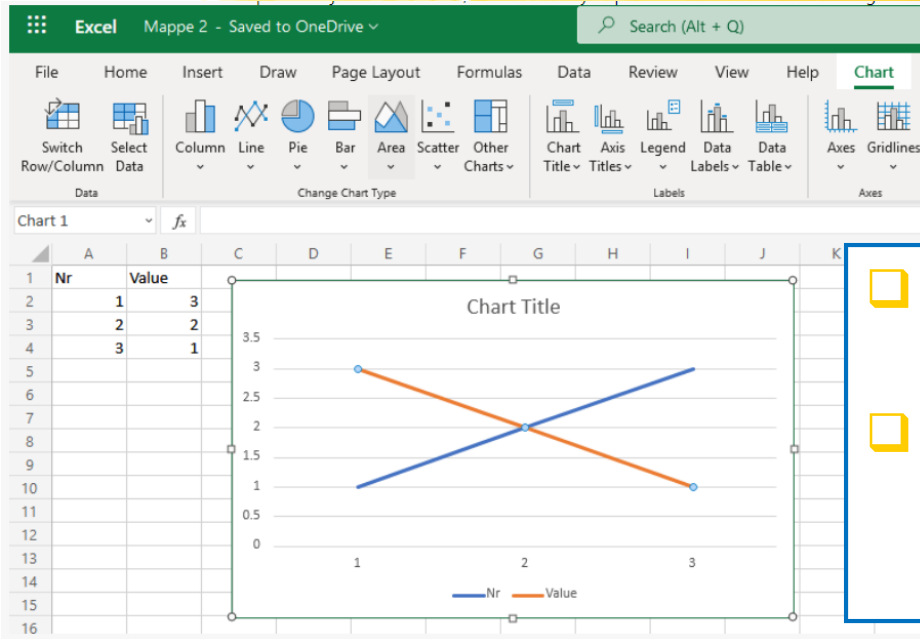 Excel Mappe 2 - Saved to OneDrive Search (Alt + Q)
File Home Insert Draw Page Layout Formulas Data Review View Help Chart
Switch Row/Column
Select Data
Column Line Pie Bar Area Scatter Other Charts
Chart Title
Axis Titles
Legend
Data Labels
Data Table
Axes Gridlines
Data Change Chart Type Labels Axes
Chart 1 fx
A B C D E F G H I J K
1 Nr Value
2 1 3
3 2 2
4 3 1
5
6
7
8
9
10
11
12
13
14
15
16
Chart Title
3.5
3
2.5
2
1.5
1
0.5
0
1 2 3
Nr Value